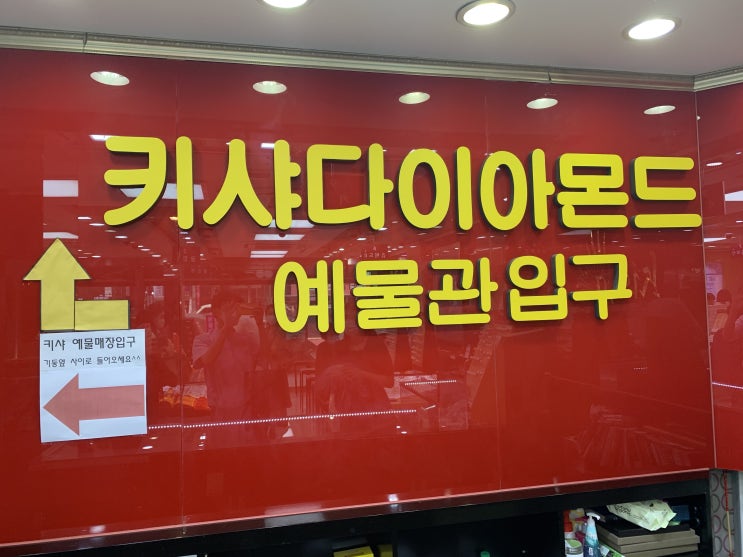 키샤다이아몬드
예물관입구
키샤 예물매장입구
기둥옆 사이로 들어오세요^^